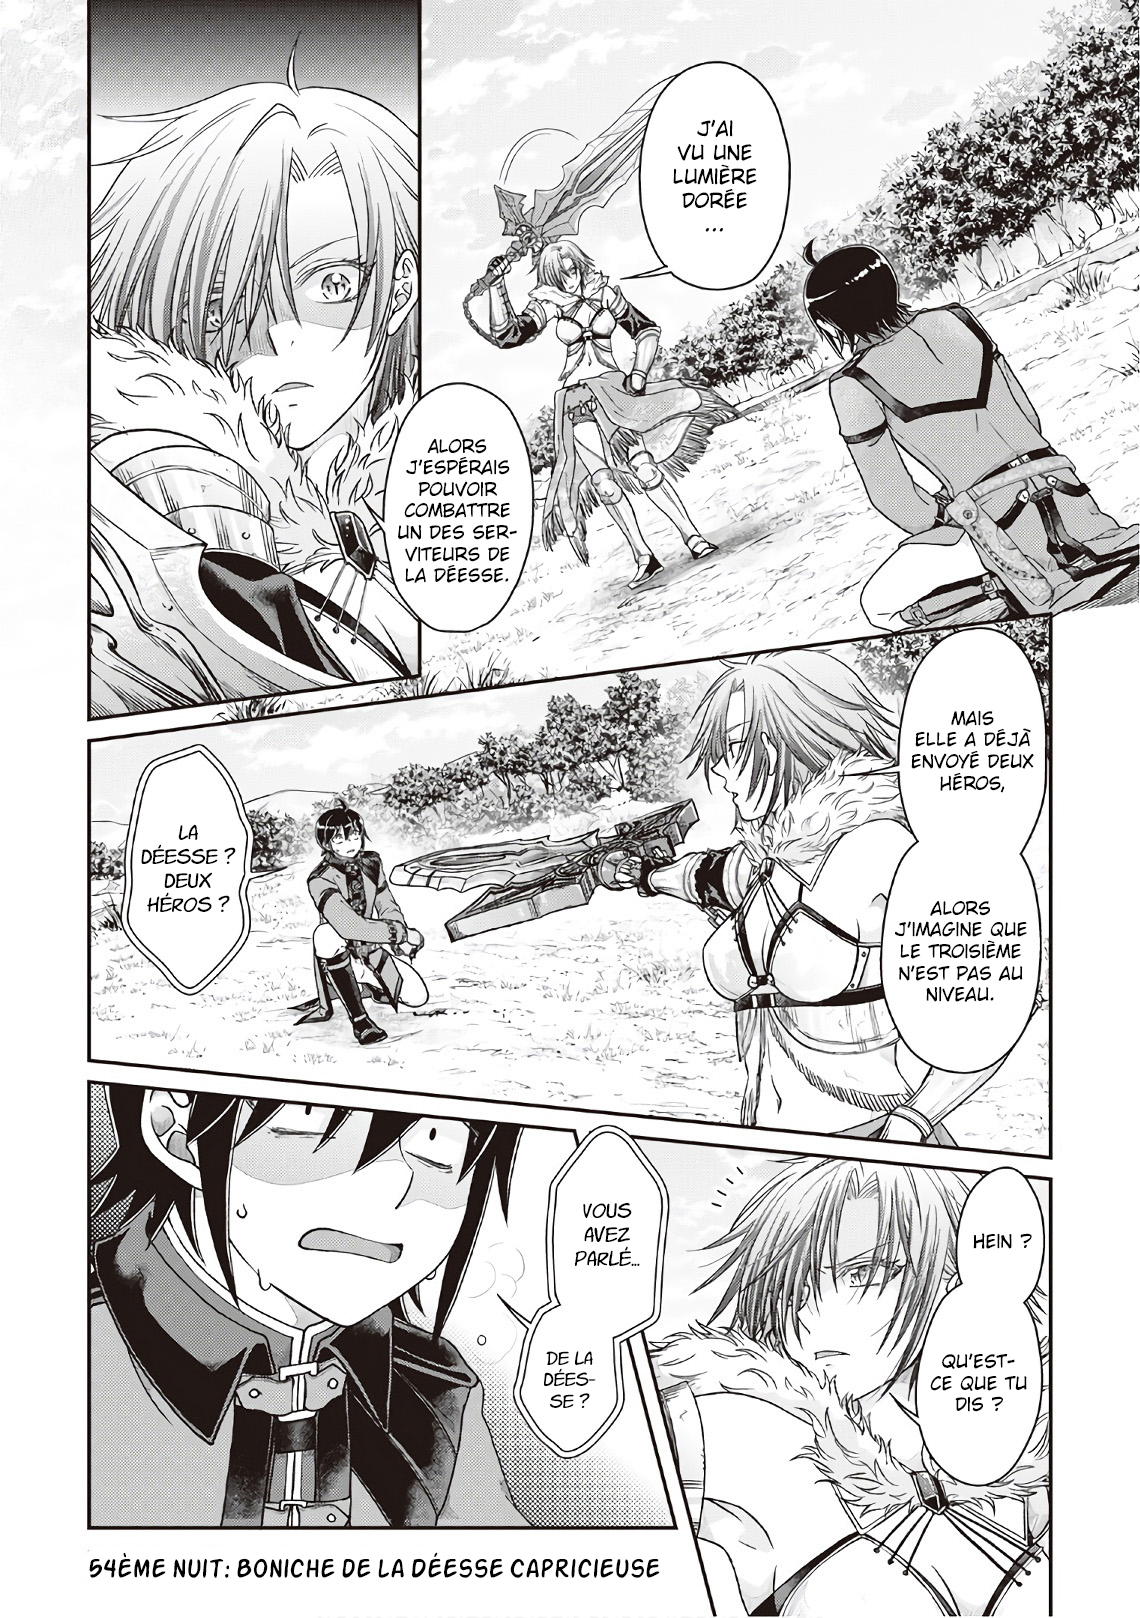 J'AI
VU UNE
LUMIÈRE
DORÉE
...
ALORS
J'ESPÉRAIS
POUVOIR
COMBATTRE
UN DES SER-
VITEURS DE
LA DÉESSE.
MAIS
ELLE A DÉJÀ
ENVOYÉ DEUX
HÉROS,
ALORS
J'IMAGINE QUE
LE TROISIÈME
N'EST PAS AU
NIVEAU.
LA
DÉESSE ?
DEUX
HÉROS ?
HEIN ?
QU'EST-
CE QUE TU
DIS ?
VOUS
AVEZ
PARLÉ...
DE LA
DÉES-
SE ?
54ÈME NUIT: BONICHE DE LA DÉESSE CAPRICIEUSE